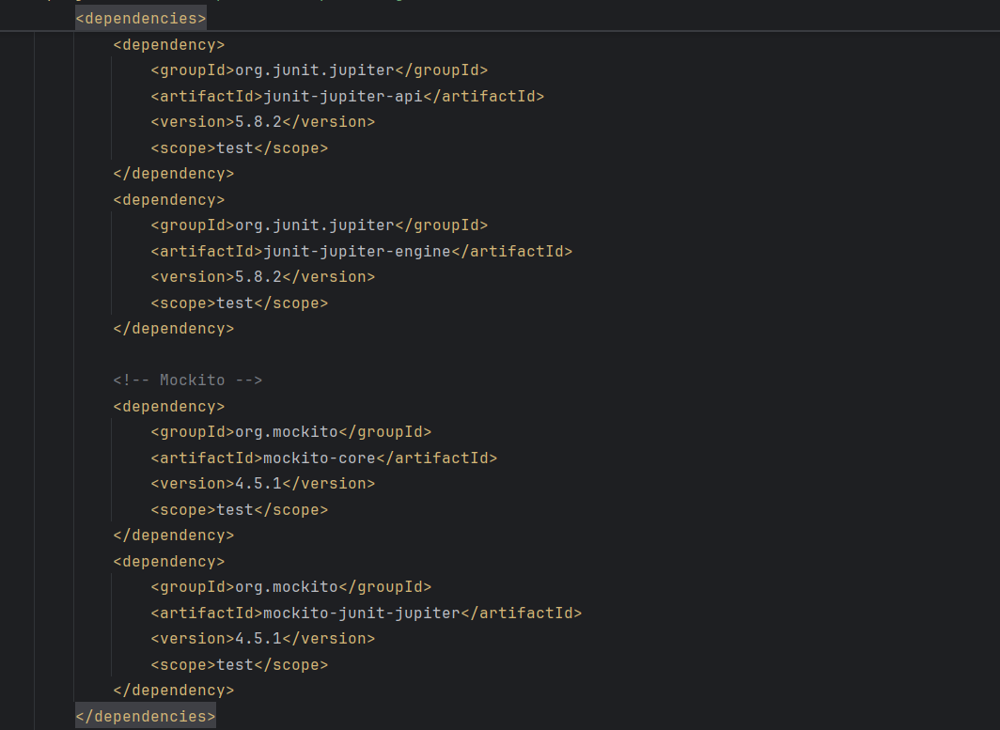 <dependencies>
<dependency>
<groupId>org.junit.jupiter</groupId>
<artifactId>junit-jupiter-api</artifactId>
<version>5.8.2</version>
<scope>test</scope>
</dependency>
<dependency>
<groupId>org.junit.jupiter</groupId>
<artifactId>junit-jupiter-engine</artifactId>
<version>5.8.2</version>
<scope>test</scope>
</dependency>
<!-- Mockito -->
<dependency>
<groupId>org.mockito</groupId>
<artifactId>mockito-core</artifactId>
<version>4.5.1</version>
<scope>test</scope>
</dependency>
<dependency>
<groupId>org.mockito</groupId>
<artifactId>mockito-junit-jupiter</artifactId>
<version>4.5.1</version>
<scope>test</scope>
</dependency>
</dependencies>